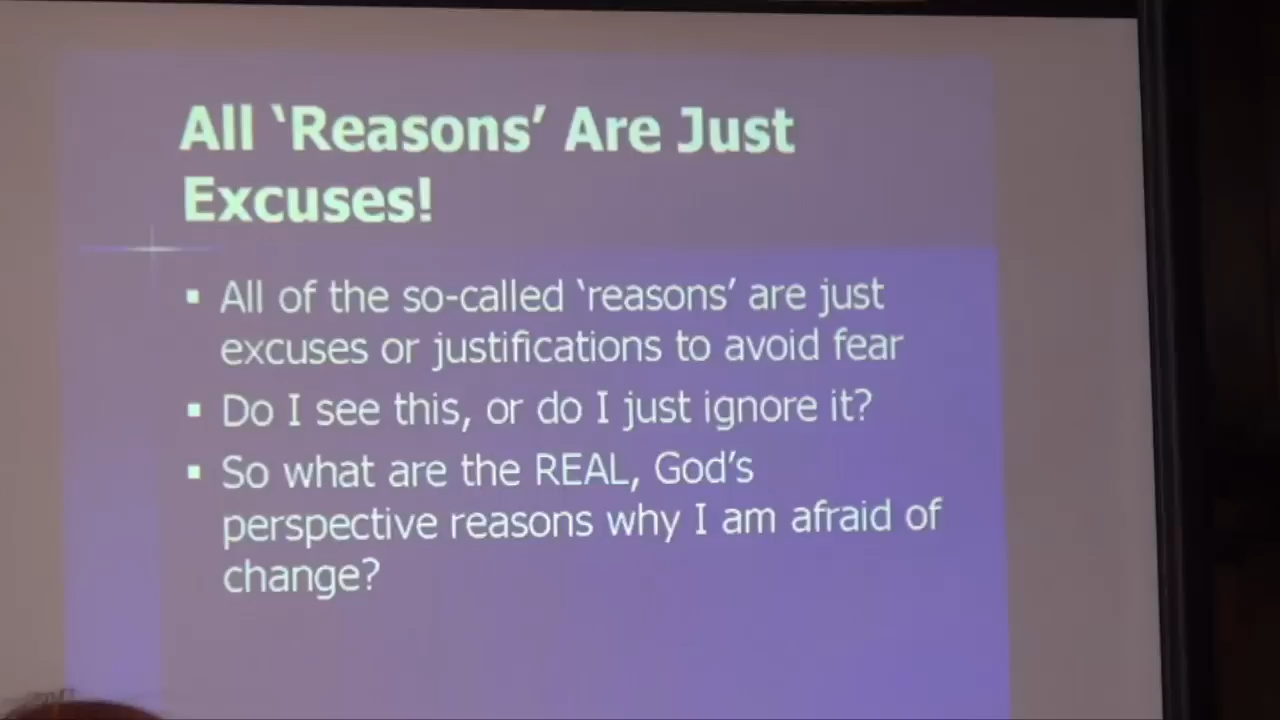 All ‘Reasons’ Are Just
Excuses!
▪ All of the so-called ‘reasons’ are just
excuses or justifications to avoid fear
▪ Do I see this, or do I just ignore it?
▪ So what are the REAL, God’s
perspective reasons why I am afraid of
change?